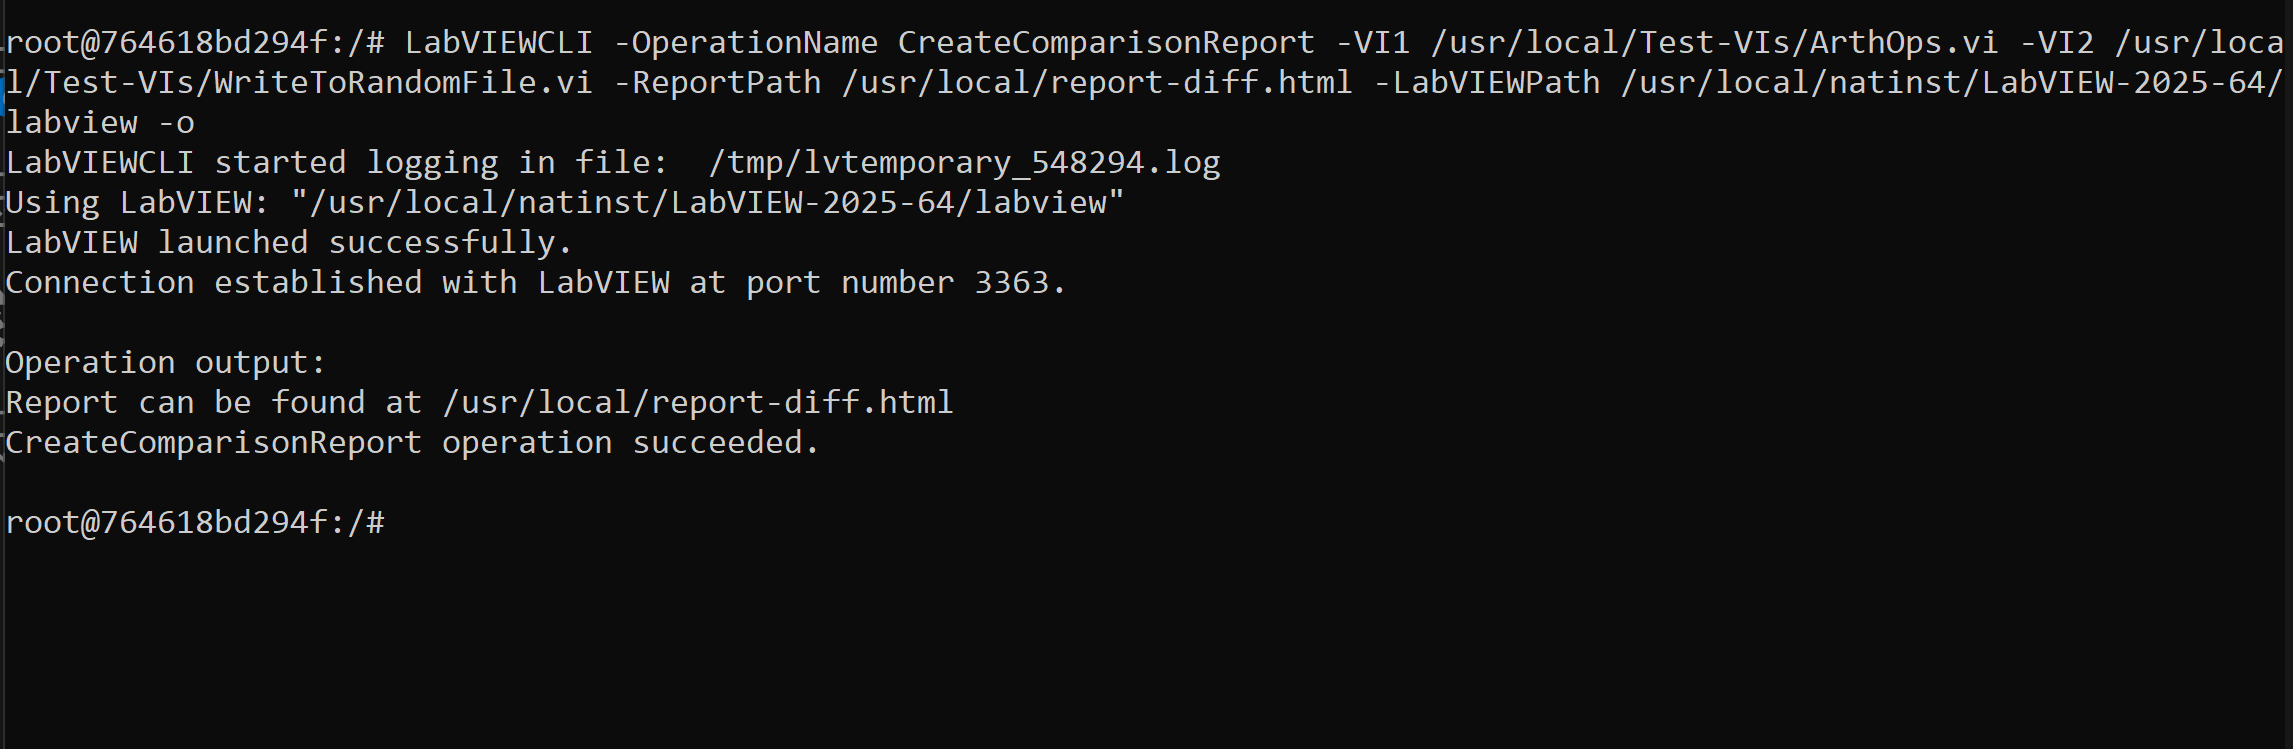 root@764618bd294f:/# LabVIEWCLI -OperationName CreateComparisonReport -VI1 /usr/local/Test-VIs/ArthOps.vi -VI2 /usr/loca
l/Test-VIs/WriteToRandomFile.vi -ReportPath /usr/local/report-diff.html -LabVIEWPath /usr/local/natinst/LabVIEW-2025-64/
labview -o
LabVIEWCLI started logging in file:  /tmp/lvtemporary_548294.log
Using LabVIEW: "/usr/local/natinst/LabVIEW-2025-64/labview"
LabVIEW launched successfully.
Connection established with LabVIEW at port number 3363.
Operation output:
Report can be found at /usr/local/report-diff.html
CreateComparisonReport operation succeeded.
root@764618bd294f:/#